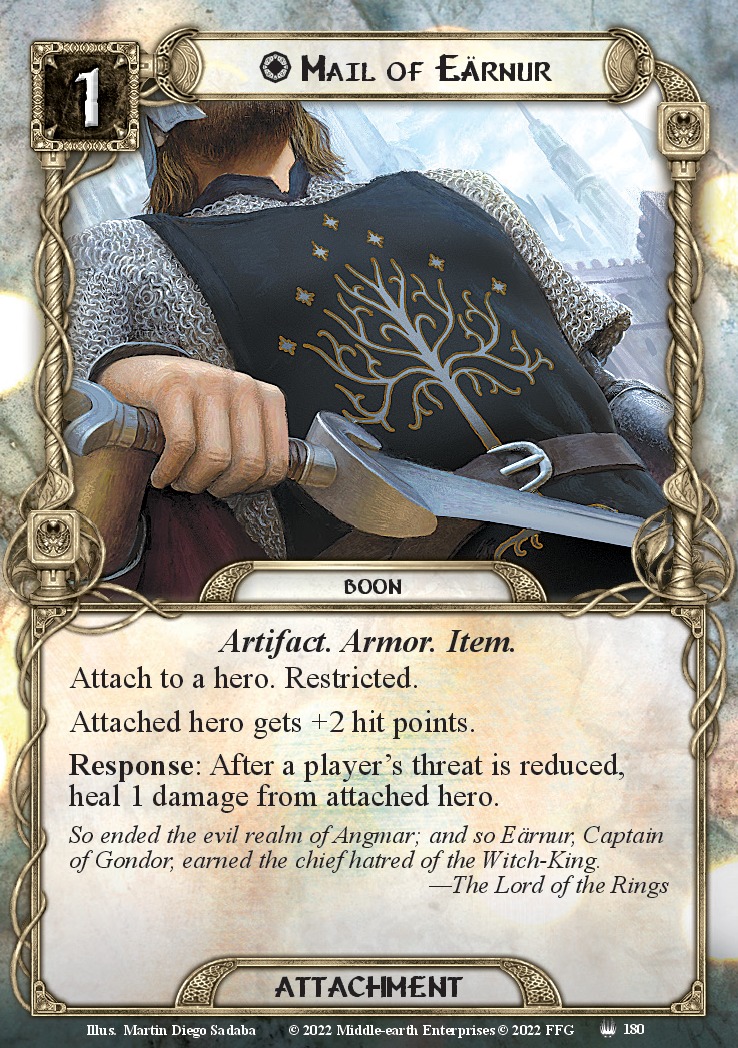 1
Mail of Eärnur
BOON
Artifact. Armor. Item.
Attach to a hero. Restricted.
Attached hero gets +2 hit points.
Response: After a player’s threat is reduced,
heal 1 damage from attached hero.
So ended the evil realm of Angmar; and so Eärnur, Captain
of Gondor, earned the chief hatred of the Witch-King.
—The Lord of the Rings
ATTACHMENT
Illus. Martin Diego Sadaba © 2022 Middle-earth Enterprises © 2022 FFG 180